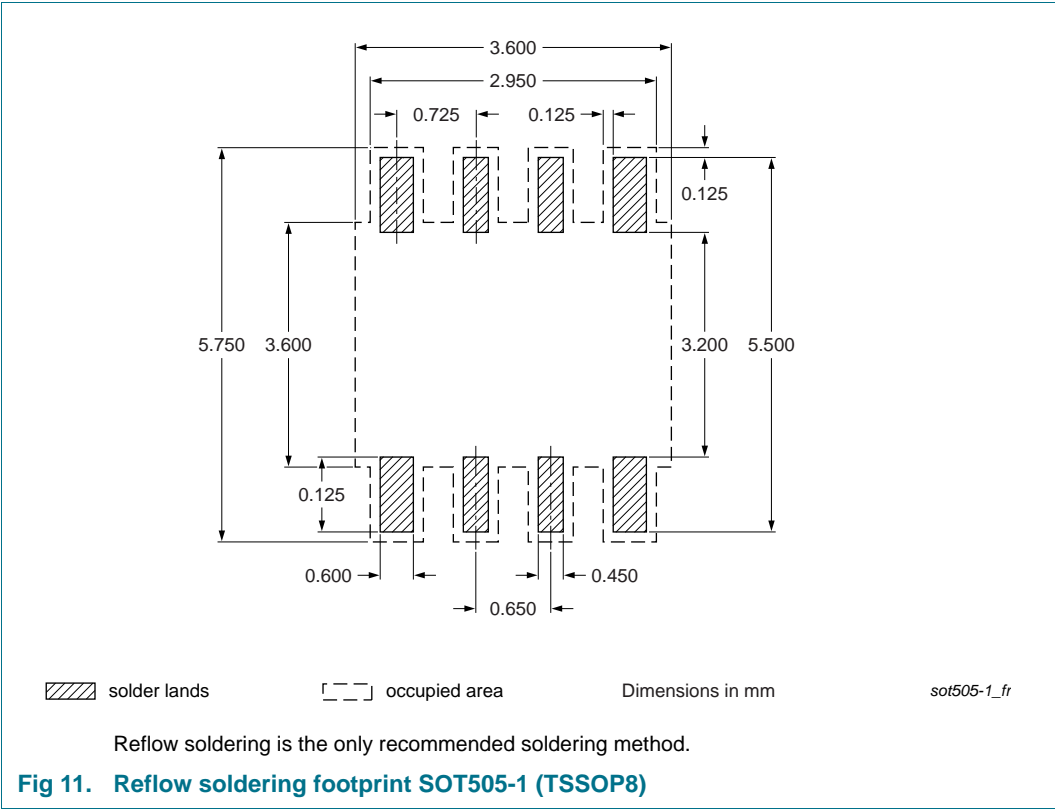 3.600
2.950
0.725 0.125
0.125
5.750 3.600 3.200 5.500
0.125
0.600 0.450
0.650
solder lands occupied area Dimensions in mm sot505-1_fr
Reflow soldering is the only recommended soldering method.
Fig 11. Reflow soldering footprint SOT505-1 (TSSOP8)